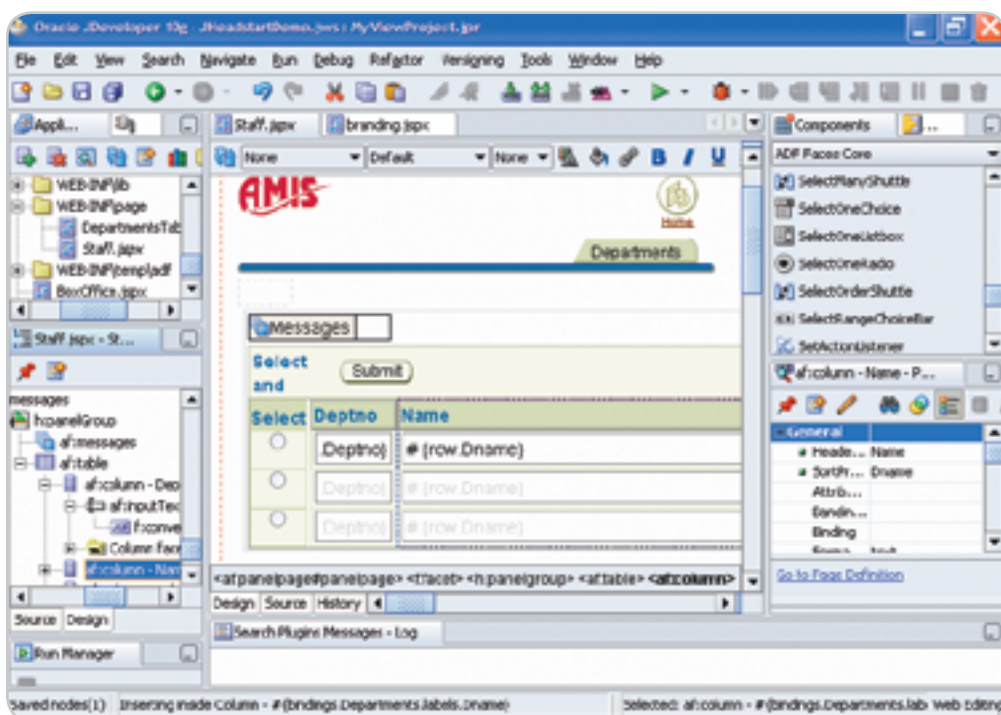 Oracle JDeveloper 10g - JHeadstartDemo.jws : MyViewProject.jpr
File Edit View Search Navigate Run Debug Refactor Versioning Tools Window Help
Appli...
WEB-INF\lib
WEB-INF\page
DepartmentsTab
Staff.jspx
WEB-INF\temp\adf
BoxOffice.jspx
Staff.jspx - St...
messages
h:panelGroup
af:messages
af:table
af:column - Dep
af:inputTex
f:conve
Column face
af:column - Nam
Source Design
Run Manager
Staff.jspx branding.jspx
None Default None B I U
AMIS
Home
Departments
Messages
Select
and
Submit
Select Deptno Name
.Deptno} #{row.Dname}
Deptno} #{row.Dname}
Deptno} #{row.Dname}
<af:panelpage#panelpage> <f:facet> <h:panelgroup> <af:table> <af:column>
Design Source History
Search Plugins Messages - Log
Components ...
ADF Faces Core
SelectManyShuttle
SelectOneChoice
SelectOneListbox
SelectOneRadio
SelectOrderShuttle
SelectRangeChoiceBar
SetActionListener
af:column - Name - P...
General
Heade... Name
SortPr... Dname
Attrib...
Bandin...
Binding
Forma... text
Go to Page Definition
Saved nodes(1) Inserting inside Column - #{bindings.Departments.labels.Dname} Selected: af:column - #{bindings.Departments.lab Web Editing